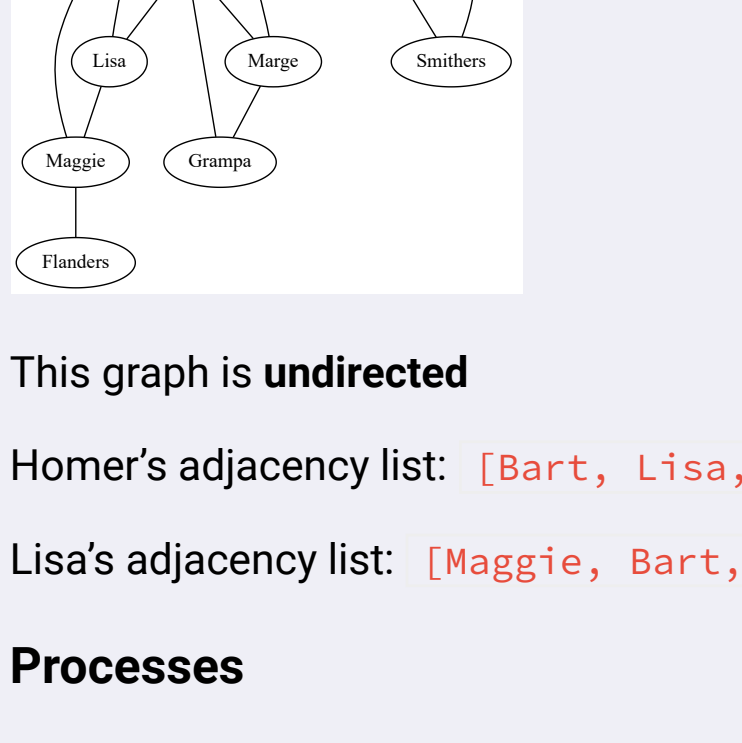 Lisa
Marge
Smithers
Maggie
Grampa
Flanders
This graph is undirected
Homer’s adjacency list: [Bart, Lisa,
Lisa’s adjacency list: [Maggie, Bart,
Processes